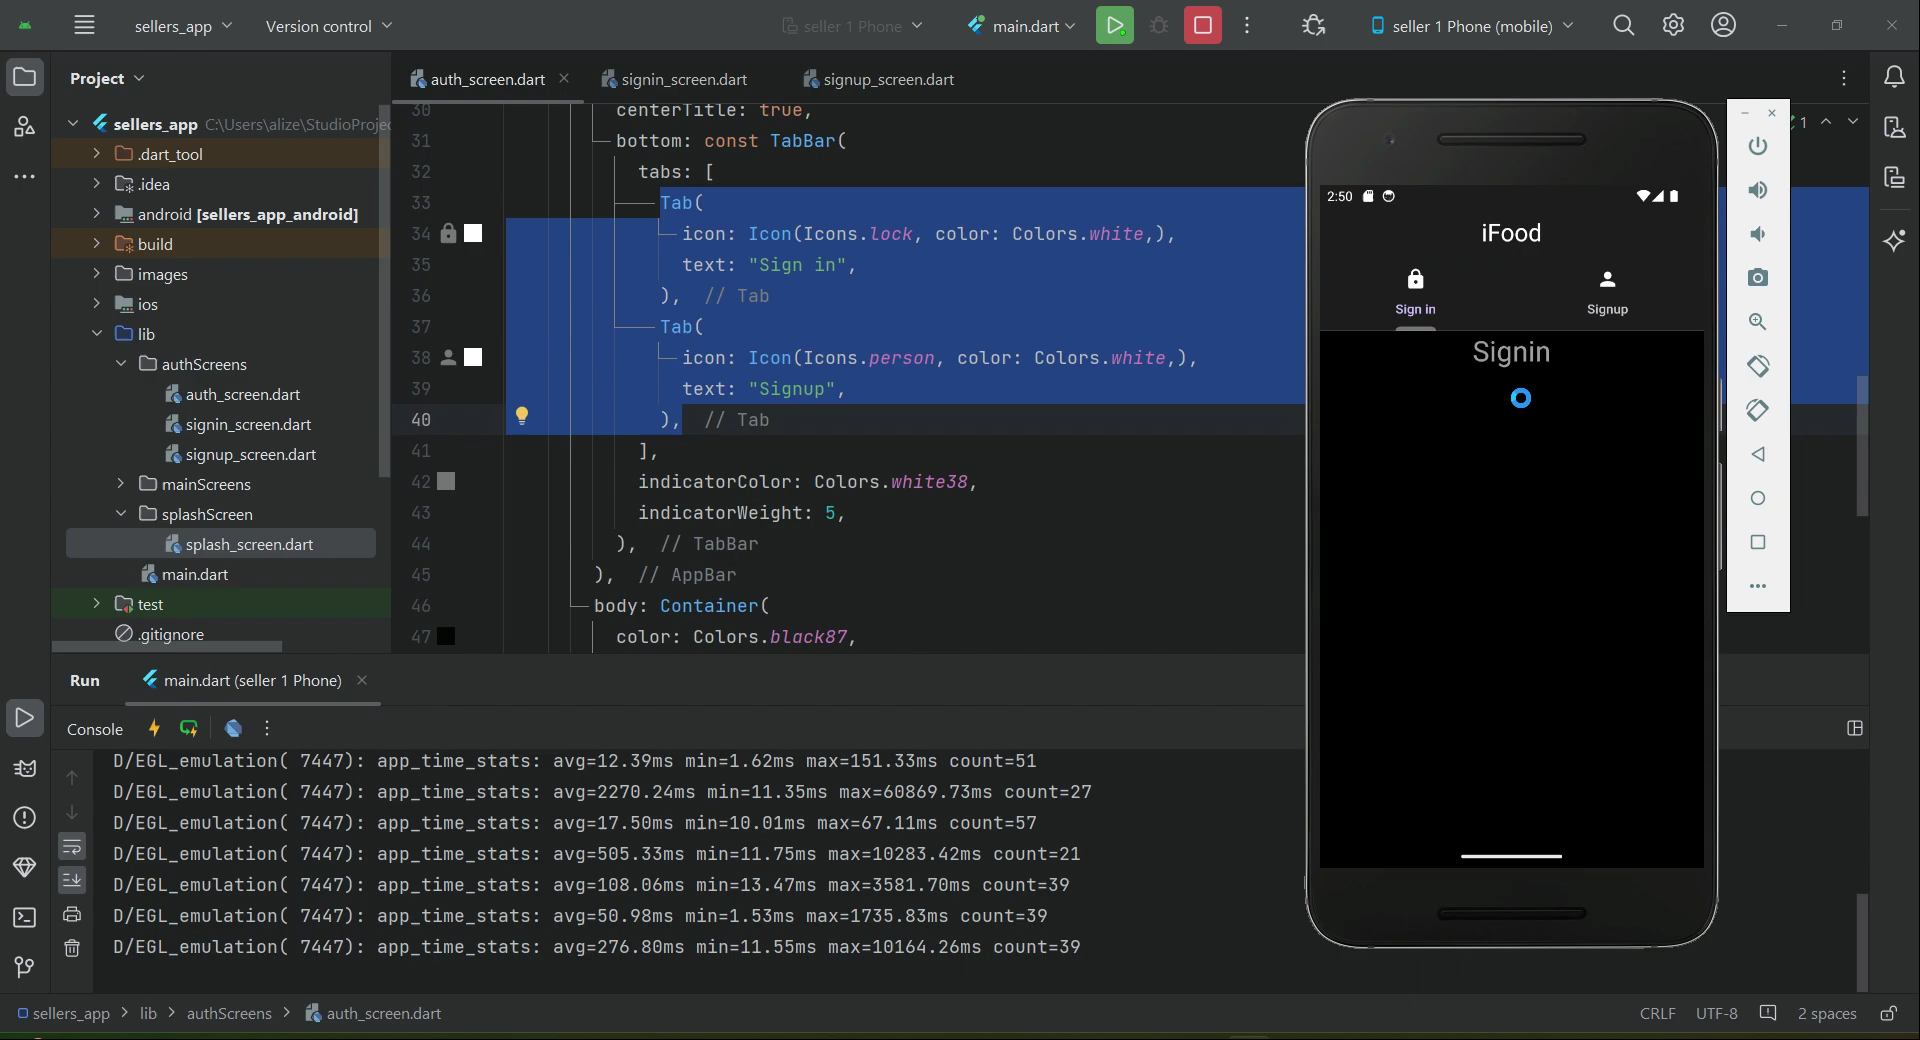 sellers_app
Version control
seller 1 Phone
main.dart
seller 1 Phone (mobile)
Project
auth_screen.dart
signin_screen.dart
signup_screen.dart
sellers_app C:\Users\alize\StudioProjec
.dart_tool
.idea
android [sellers_app_android]
build
images
ios
lib
authScreens
auth_screen.dart
signin_screen.dart
signup_screen.dart
mainScreens
splashScreen
splash_screen.dart
main.dart
test
.gitignore
30 centerTitle: true,
31 bottom: const TabBar(
32 tabs: [
33 Tab(
34 icon: Icon(Icons.lock, color: Colors.white,),
35 text: "Sign in",
36 ), // Tab
37 Tab(
38 icon: Icon(Icons.person, color: Colors.white,),
39 text: "Signup",
40 ), // Tab
41 ],
42 indicatorColor: Colors.white38,
43 indicatorWeight: 5,
44 ), // TabBar
45 ), // AppBar
46 body: Container(
47 color: Colors.black87,
1
2:50
iFood
Sign in
Signup
Signin
Run
main.dart (seller 1 Phone)
Console
D/EGL_emulation( 7447): app_time_stats: avg=12.39ms min=1.62ms max=151.33ms count=51
D/EGL_emulation( 7447): app_time_stats: avg=2270.24ms min=11.35ms max=60869.73ms count=27
D/EGL_emulation( 7447): app_time_stats: avg=17.50ms min=10.01ms max=67.11ms count=57
D/EGL_emulation( 7447): app_time_stats: avg=505.33ms min=11.75ms max=10283.42ms count=21
D/EGL_emulation( 7447): app_time_stats: avg=108.06ms min=13.47ms max=3581.70ms count=39
D/EGL_emulation( 7447): app_time_stats: avg=50.98ms min=1.53ms max=1735.83ms count=39
D/EGL_emulation( 7447): app_time_stats: avg=276.80ms min=11.55ms max=10164.26ms count=39
sellers_app > lib > authScreens > auth_screen.dart
CRLF
UTF-8
2 spaces